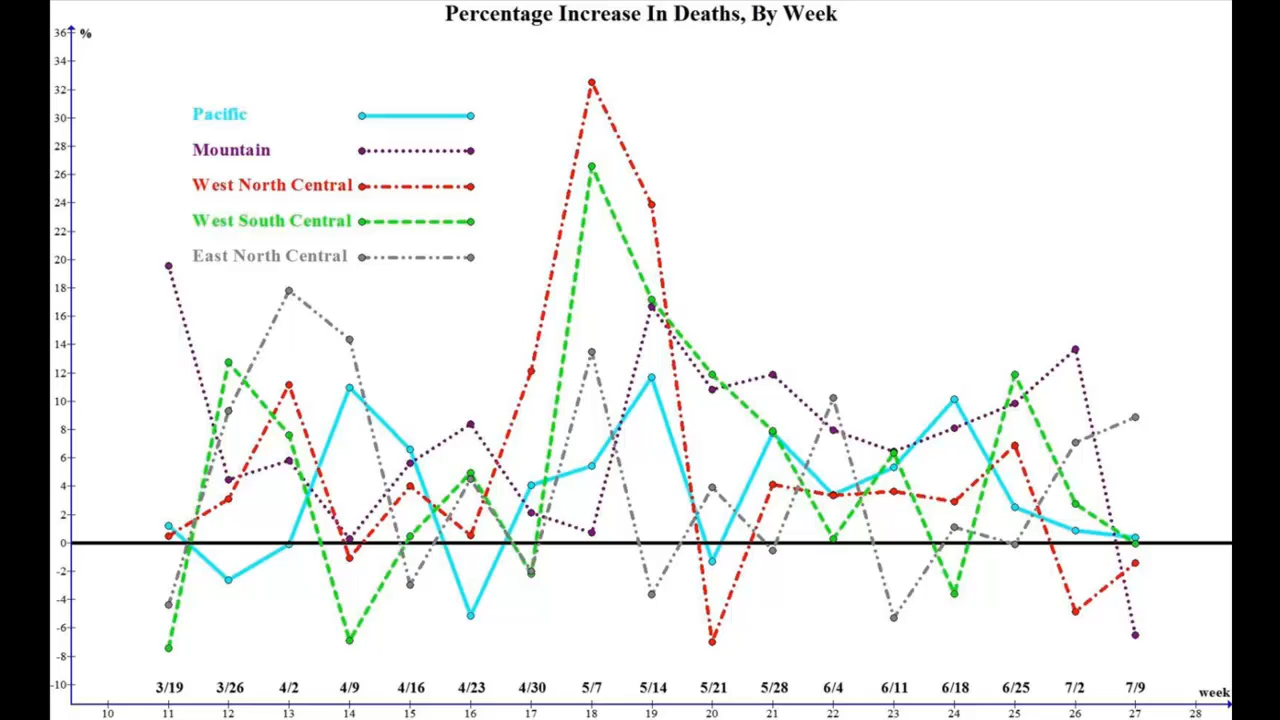 Percentage Increase In Deaths, By Week
36
%
34
32
30
28
26
24
22
20
18
16
14
12
10
8
6
4
2
0
-2
-4
-6
-8
-10
Pacific
Mountain
West North Central
West South Central
East North Central
3/19 3/26 4/2 4/9 4/16 4/23 4/30 5/7 5/14 5/21 5/28 6/4 6/11 6/18 6/25 7/2 7/9
week
10 11 12 13 14 15 16 17 18 19 20 21 22 23 24 25 26 27 28